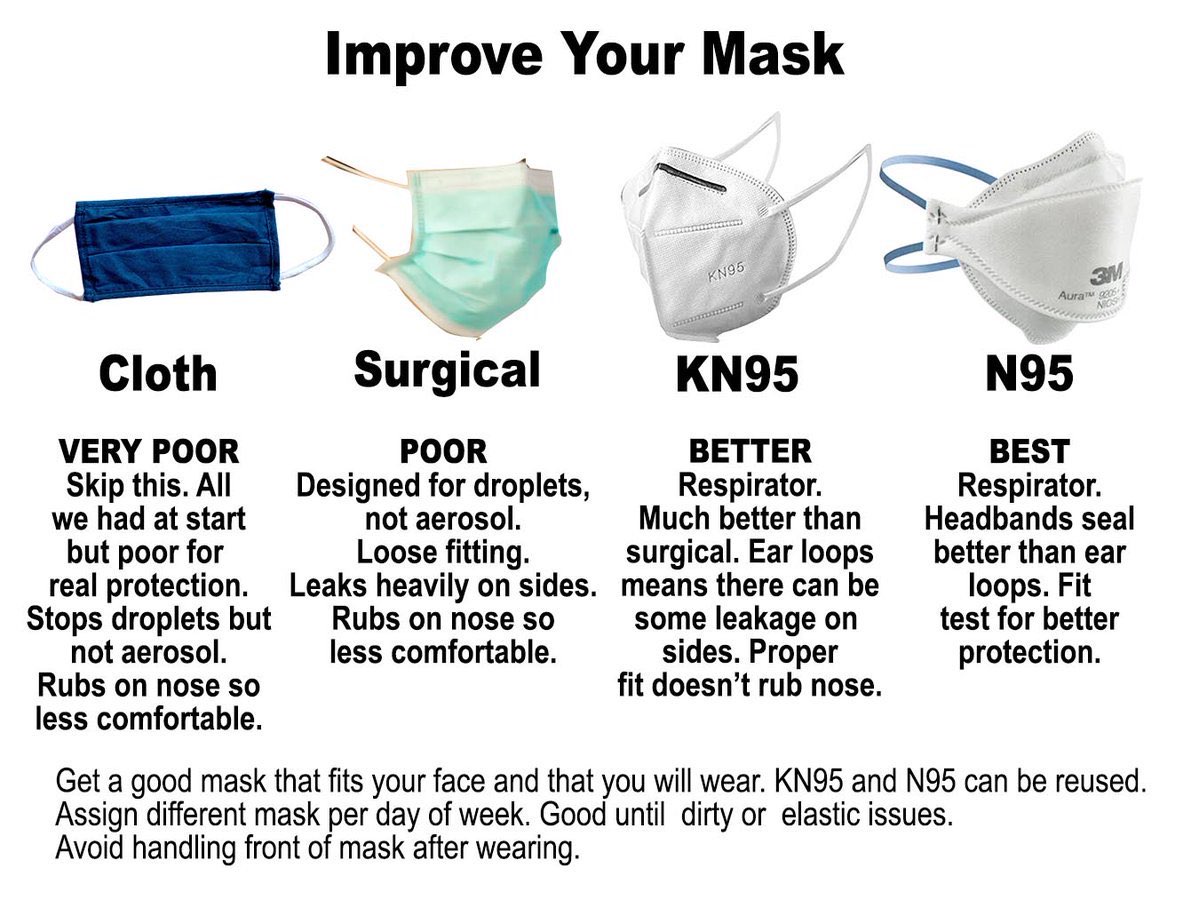 Improve Your Mask
KN95
3M
Aura™ 9205+
NIOSH
Cloth
VERY POOR
Skip this. All
we had at start
but poor for
real protection.
Stops droplets but
not aerosol.
Rubs on nose so
less comfortable.
Surgical
POOR
Designed for droplets,
not aerosol.
Loose fitting.
Leaks heavily on sides.
Rubs on nose so
less comfortable.
KN95
BETTER
Respirator.
Much better than
surgical. Ear loops
means there can be
some leakage on
sides. Proper
fit doesn’t rub nose.
N95
BEST
Respirator.
Headbands seal
better than ear
loops. Fit
test for better
protection.
Get a good mask that fits your face and that you will wear. KN95 and N95 can be reused.
Assign different mask per day of week. Good until  dirty or  elastic issues.
Avoid handling front of mask after wearing.